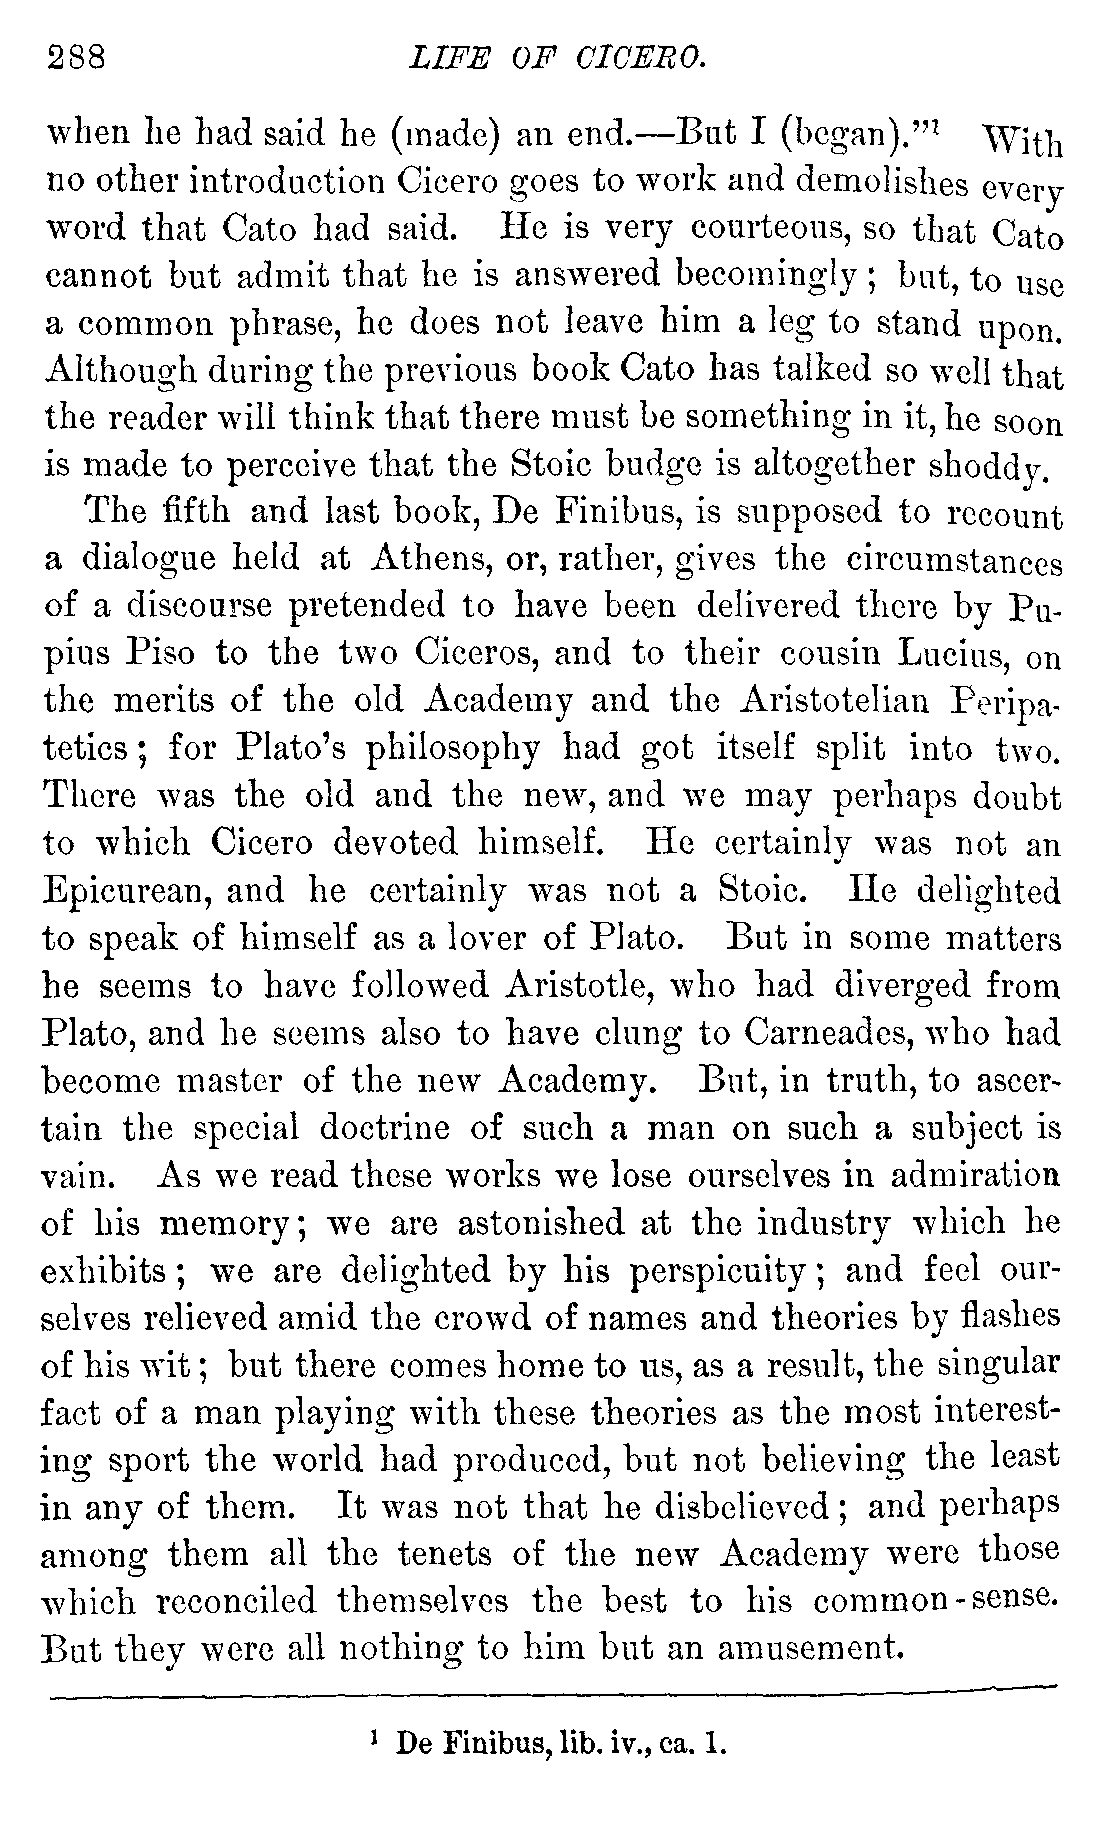 288 LIFE OF CICERO.
when he had said he (made) an end.—But I (began)."¹ With
no other introduction Cicero goes to work and demolishes every
word that Cato had said. He is very courteous, so that Cato
cannot but admit that he is answered becomingly; but, to use
a common phrase, he does not leave him a leg to stand upon.
Although during the previous book Cato has talked so well that
the reader will think that there must be something in it, he soon
is made to perceive that the Stoic budge is altogether shoddy.
The fifth and last book, De Finibus, is supposed to recount
a dialogue held at Athens, or, rather, gives the circumstances
of a discourse pretended to have been delivered there by Pu-
pius Piso to the two Ciceros, and to their cousin Lucius, on
the merits of the old Academy and the Aristotelian Peripa-
tetics; for Plato's philosophy had got itself split into two.
There was the old and the new, and we may perhaps doubt
to which Cicero devoted himself. He certainly was not an
Epicurean, and he certainly was not a Stoic. He delighted
to speak of himself as a lover of Plato. But in some matters
he seems to have followed Aristotle, who had diverged from
Plato, and he seems also to have clung to Carneades, who had
become master of the new Academy. But, in truth, to ascer-
tain the special doctrine of such a man on such a subject is
vain. As we read these works we lose ourselves in admiration
of his memory; we are astonished at the industry which he
exhibits; we are delighted by his perspicuity; and feel our-
selves relieved amid the crowd of names and theories by flashes
of his wit; but there comes home to us, as a result, the singular
fact of a man playing with these theories as the most interest-
ing sport the world had produced, but not believing the least
in any of them. It was not that he disbelieved; and perhaps
among them all the tenets of the new Academy were those
which reconciled themselves the best to his common-sense.
But they were all nothing to him but an amusement.
¹ De Finibus, lib. iv., ca. 1.